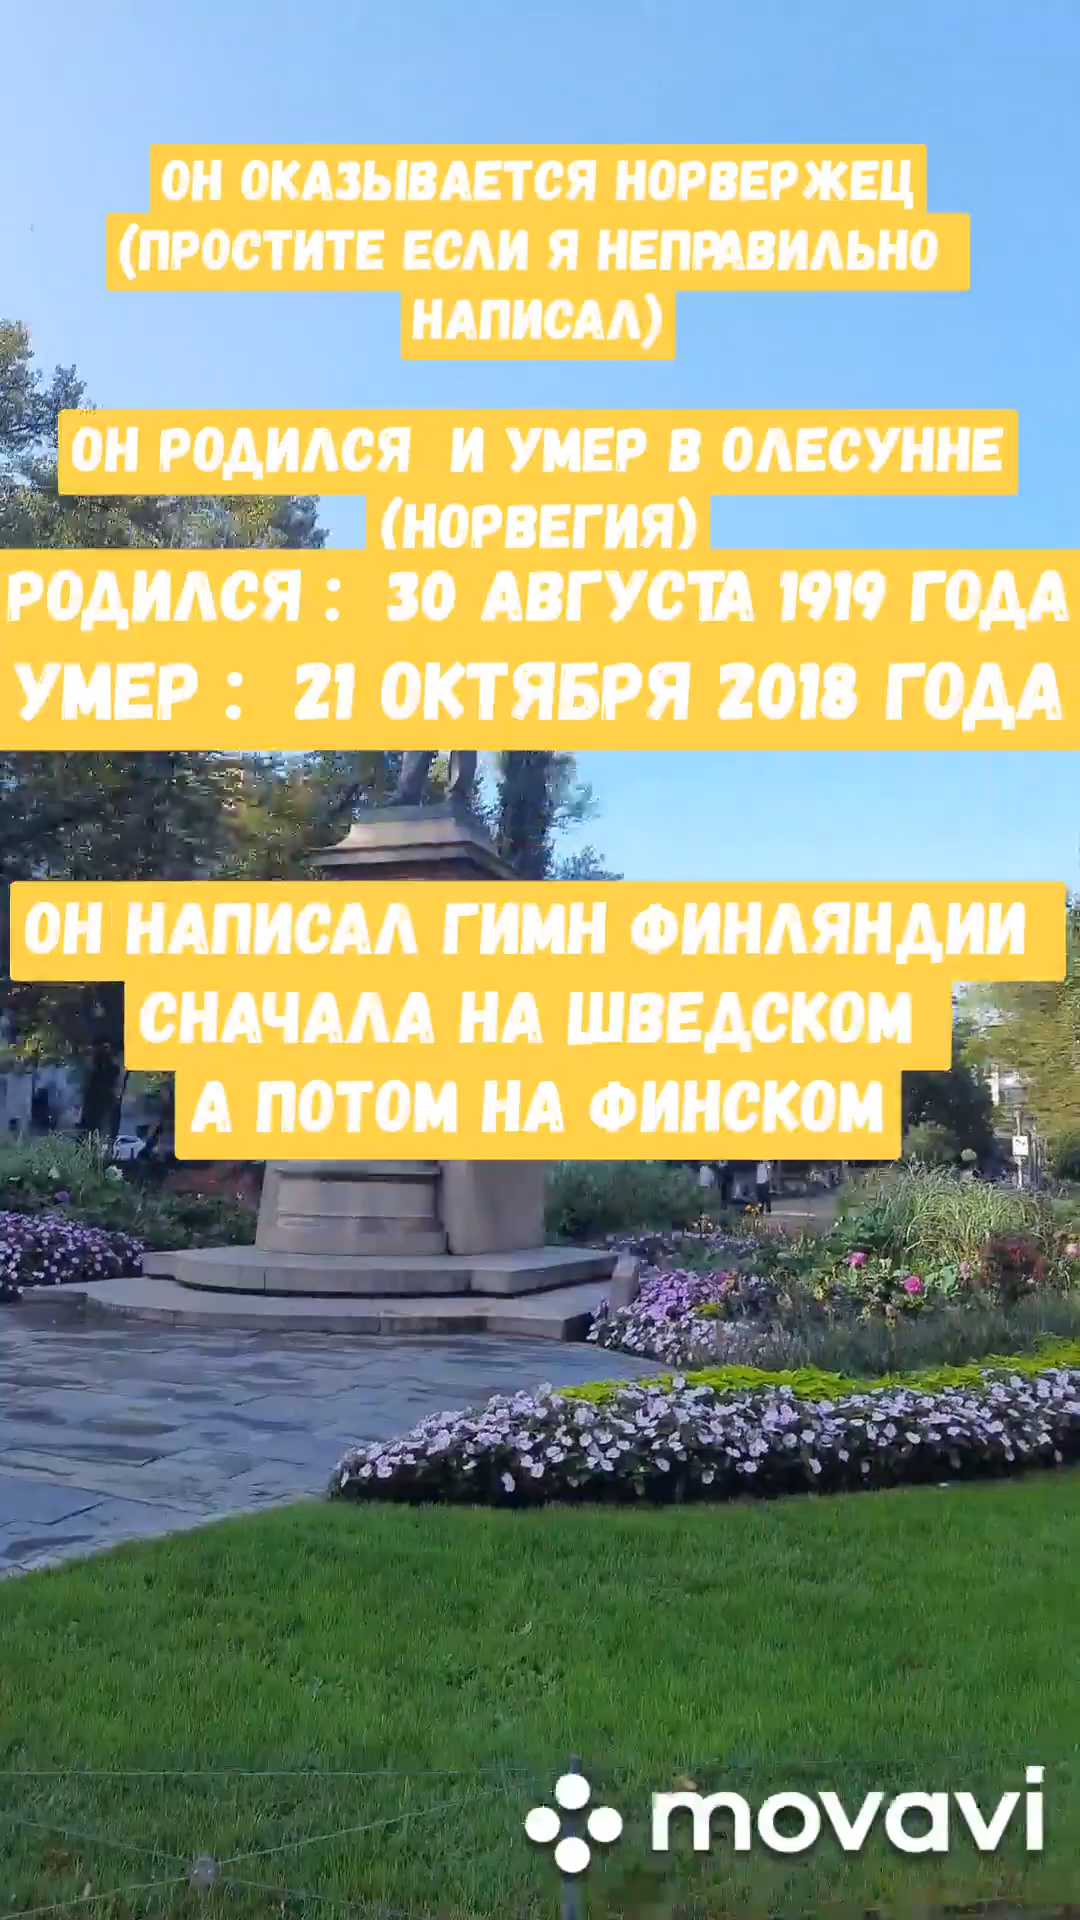 ОН ОКАЗЫВАЕТСЯ НОРВЕРЖЕЦ
(ПРОСТИТЕ ЕСЛИ Я НЕПРАВИЛЬНО
НАПИСАЛ)
ОН РОДИЛСЯ И УМЕР В ОЛЕСУННЕ
(НОРВЕГИЯ)
РОДИЛСЯ : 30 АВГУСТА 1919 ГОДА
УМЕР : 21 ОКТЯБРЯ 2018 ГОДА
ОН НАПИСАЛ ГИМН ФИНЛЯНДИИ
СНАЧАЛА НА ШВЕДСКОМ
А ПОТОМ НА ФИНСКОМ
movavi